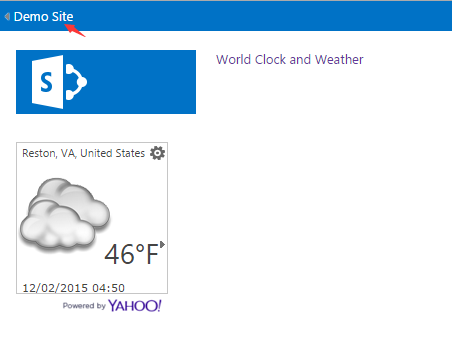 Demo Site
S
World Clock and Weather
Reston, VA, United States
46°F
12/02/2015 04:50
Powered by YAHOO!